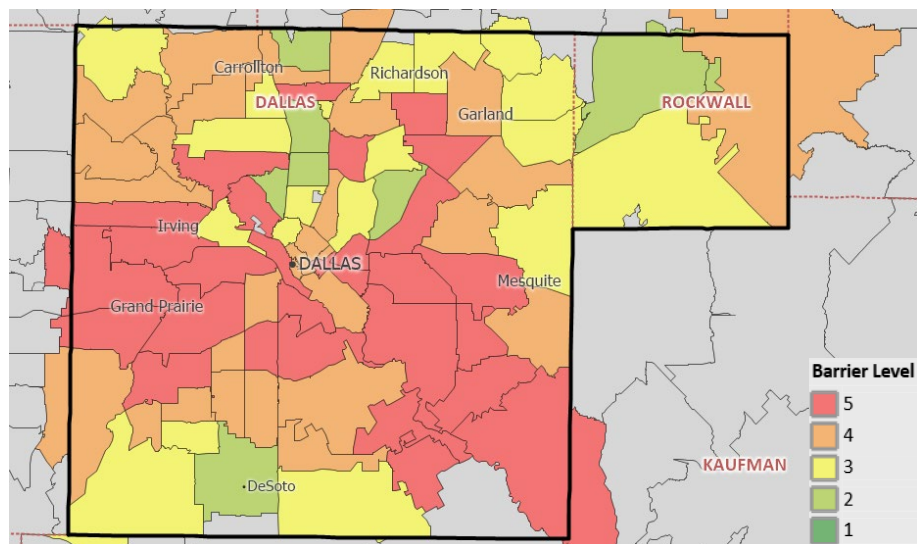 Carrollton
Richardson
DALLAS
ROCKWALL
Garland
Irving
DALLAS
Mesquite
Grand Prairie
Barrier Level
5
4
3
KAUFMAN
DeSoto
2
1